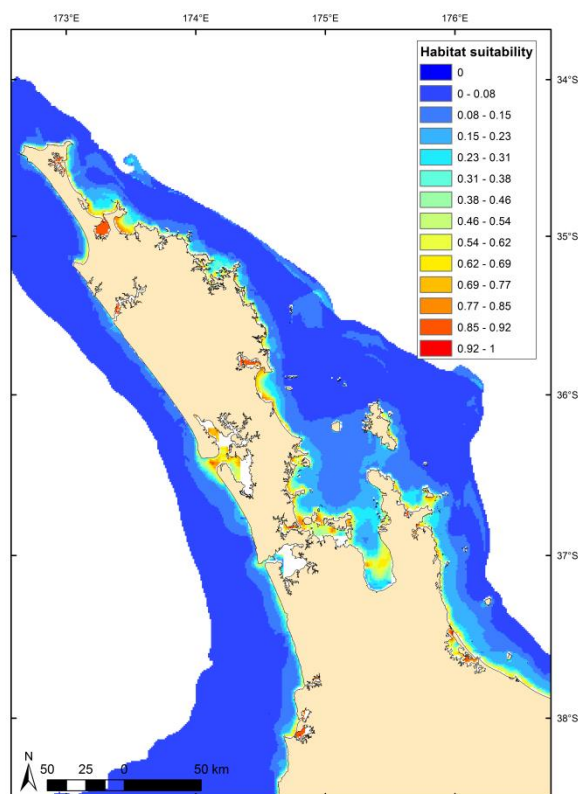 173°E 174°E 175°E 176°E
Habitat suitability
0
0 - 0.08
0.08 - 0.15
0.15 - 0.23
0.23 - 0.31
0.31 - 0.38
0.38 - 0.46
0.46 - 0.54
0.54 - 0.62
0.62 - 0.69
0.69 - 0.77
0.77 - 0.85
0.85 - 0.92
0.92 - 1
34°S
35°S
36°S
37°S
38°S
N
50 25 0 50 km